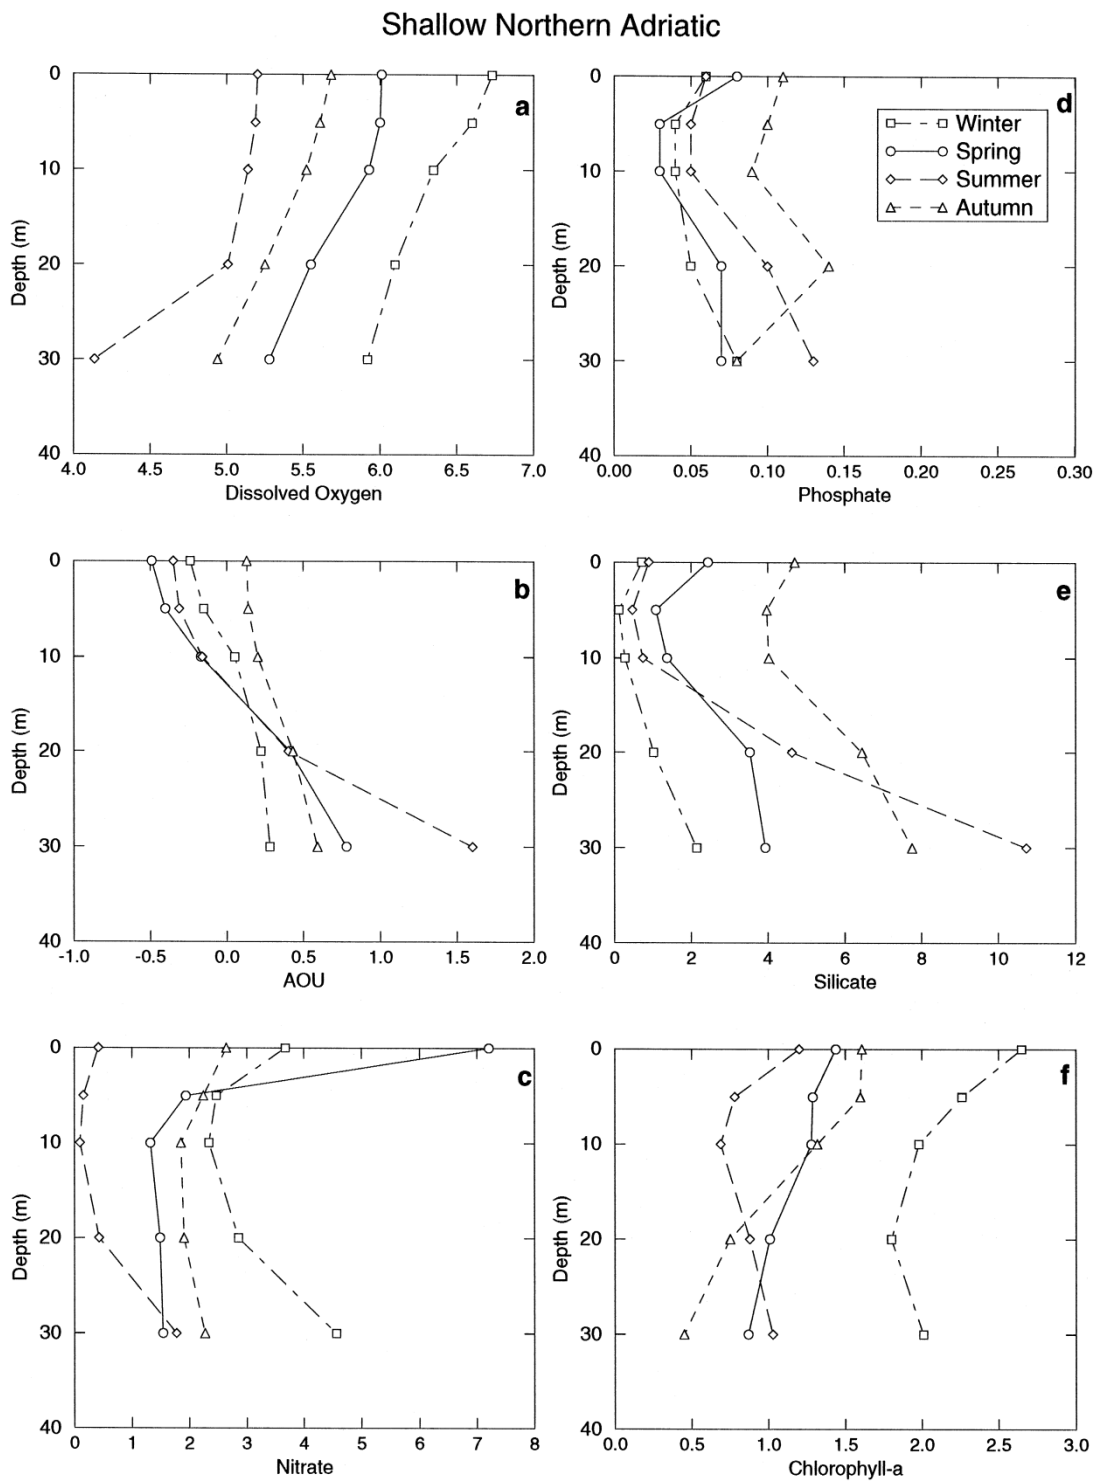 Shallow Northern Adriatic
0
10
20
30
40
Depth (m)
a
4.0 4.5 5.0 5.5 6.0 6.5 7.0
Dissolved Oxygen
0
10
20
30
40
Depth (m)
d
Winter
Spring
Summer
Autumn
0.00 0.05 0.10 0.15 0.20 0.25 0.30
Phosphate
0
10
20
30
40
Depth (m)
b
-1.0 -0.5 0.0 0.5 1.0 1.5 2.0
AOU
0
10
20
30
40
Depth (m)
e
0 2 4 6 8 10 12
Silicate
0
10
20
30
40
Depth (m)
c
0 1 2 3 4 5 6 7 8
Nitrate
0
10
20
30
40
Depth (m)
f
0.0 0.5 1.0 1.5 2.0 2.5 3.0
Chlorophyll-a